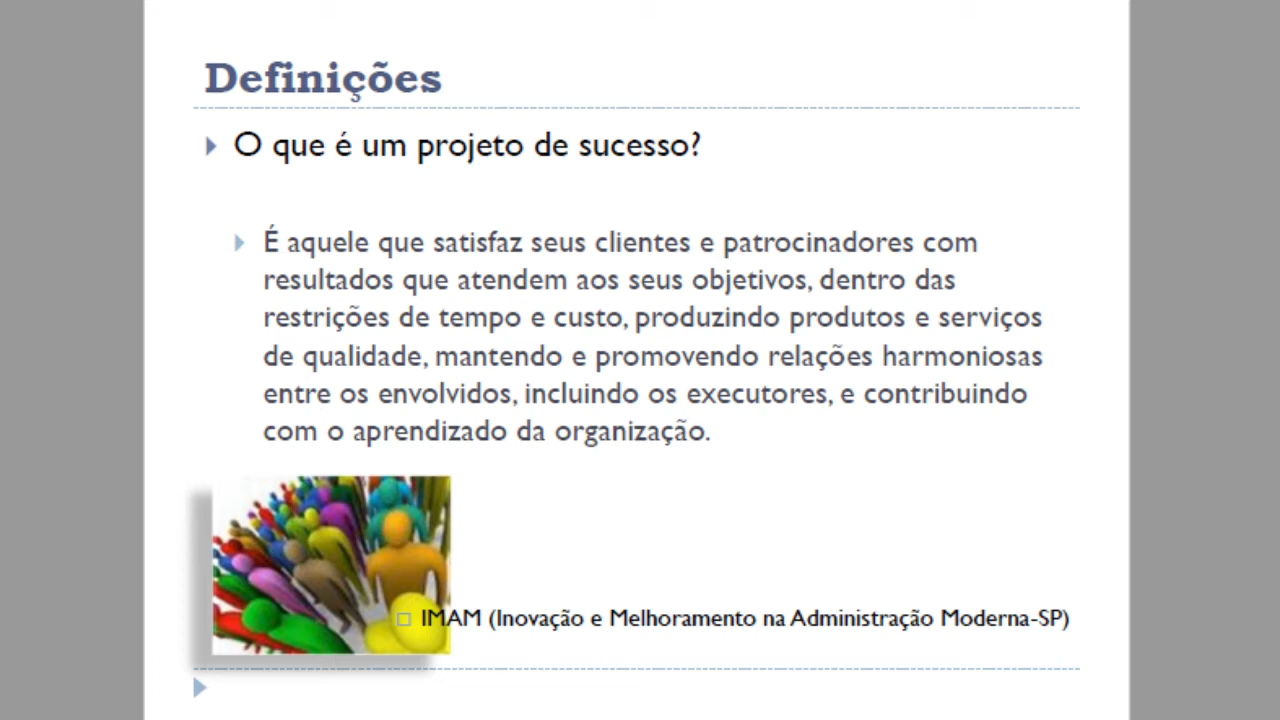 Definições
O que é um projeto de sucesso?
É aquele que satisfaz seus clientes e patrocinadores com
resultados que atendem aos seus objetivos, dentro das
restrições de tempo e custo, produzindo produtos e serviços
de qualidade, mantendo e promovendo relações harmoniosas
entre os envolvidos, incluindo os executores, e contribuindo
com o aprendizado da organização.
IMAM (Inovação e Melhoramento na Administração Moderna-SP)